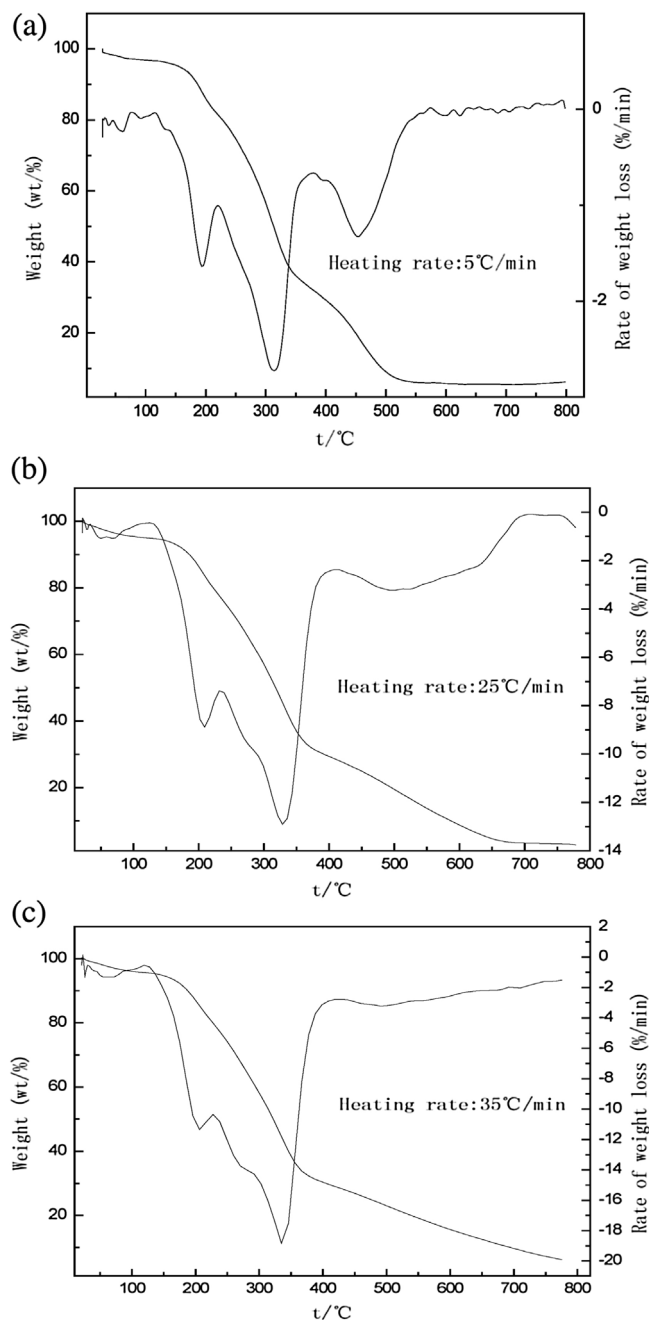 (a)
100
80
60
40
20
Weight (wt/%)
0
-2
Rate of weight loss (%/min)
Heating rate:5℃/min
100 200 300 400 500 600 700 800
t/℃
(b)
100
80
60
40
20
Weight (wt/%)
0
-2
-4
-6
-8
-10
-12
-14
Rate of weight loss (%/min)
Heating rate:25℃/min
100 200 300 400 500 600 700 800
t/℃
(c)
100
80
60
40
20
Weight (wt/%)
2
0
-2
-4
-6
-8
-10
-12
-14
-16
-18
-20
Rate of weight loss (%/min)
Heating rate:35℃/min
100 200 300 400 500 600 700 800
t/℃